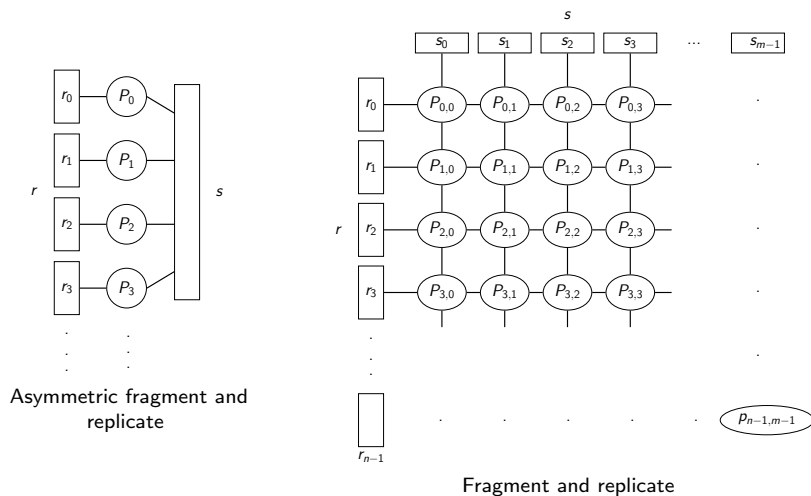 r
r₀ P₀
r₁ P₁
r₂ P₂
r₃ P₃
s
. .
. .
. .
Asymmetric fragment and
replicate
s
s₀ s₁ s₂ s₃ ... sₘ₋₁
r
r₀ P₀,₀ P₀,₁ P₀,₂ P₀,₃ .
r₁ P₁,₀ P₁,₁ P₁,₂ P₁,₃ .
r₂ P₂,₀ P₂,₁ P₂,₂ P₂,₃ .
r₃ P₃,₀ P₃,₁ P₃,₂ P₃,₃ .
.
. .
.
. . . . . pₙ₋₁,ₘ₋₁
rₙ₋₁
Fragment and replicate